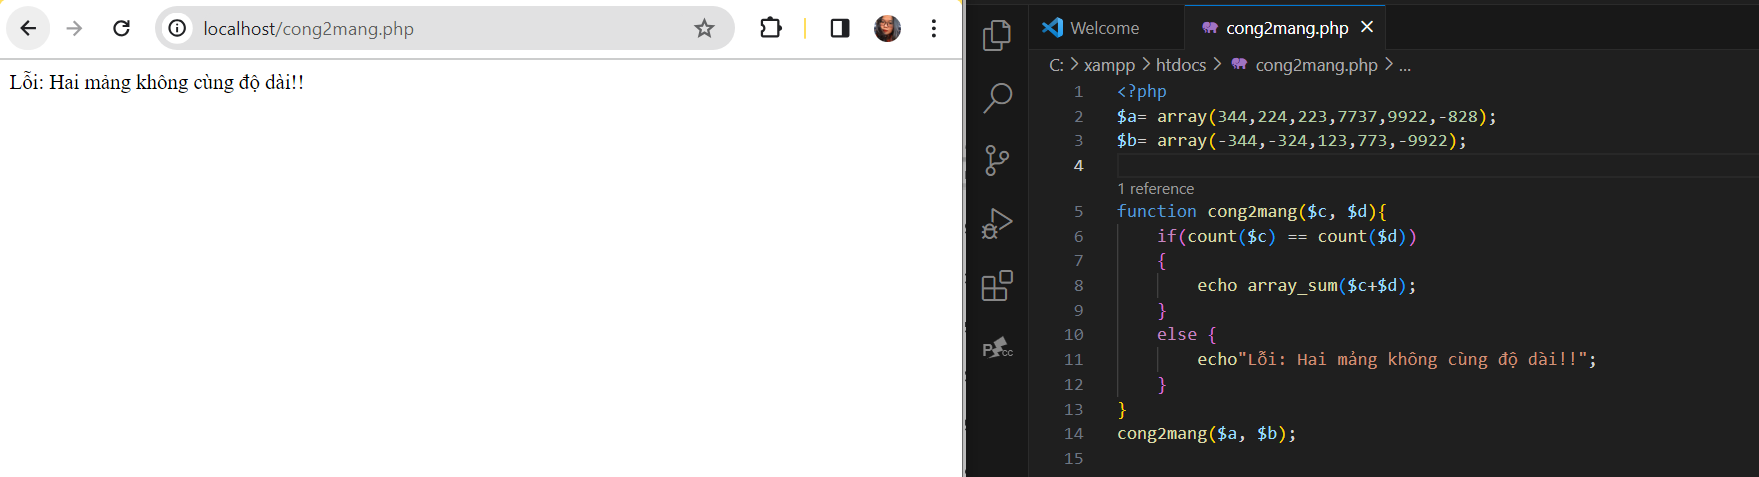 localhost/cong2mang.php
Lỗi: Hai mảng không cùng độ dài!!
Welcome
cong2mang.php
C: > xampp > htdocs > cong2mang.php > ...
1 <?php
2 $a= array(344,224,223,7737,9922,-828);
3 $b= array(-344,-324,123,773,-9922);
4
1 reference
5 function cong2mang($c, $d){
6 if(count($c) == count($d))
7 {
8 echo array_sum($c+$d);
9 }
10 else {
11 echo"Lỗi: Hai mảng không cùng độ dài!!";
12 }
13 }
14 cong2mang($a, $b);
15